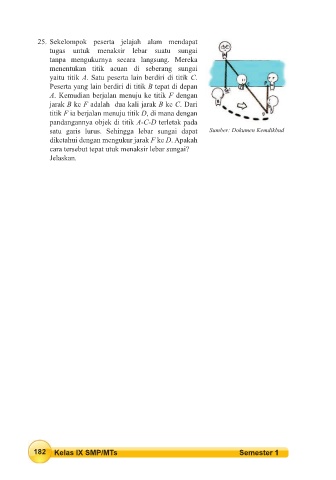 25. Sekelompok peserta jelajah alam mendapat
tugas untuk menaksir lebar suatu sungai
tanpa mengukurnya secara langsung. Mereka
menentukan titik acuan di seberang sungai
yaitu titik A. Satu peserta lain berdiri di titik C.
Peserta yang lain berdiri di titik B tepat di depan
A. Kemudian berjalan menuju ke titik F dengan
jarak B ke F adalah dua kali jarak B ke C. Dari
titik F ia berjalan menuju titik D, di mana dengan
pandangannya objek di titik A-C-D terletak pada
satu garis lurus. Sehingga lebar sungai dapat
diketahui dengan mengukur jarak F ke D. Apakah
cara tersebut tepat utuk menaksir lebar sungai?
Jelaskan.
Sumber: Dokumen Kemdikbud
182 Kelas IX SMP/MTs
Semester 1